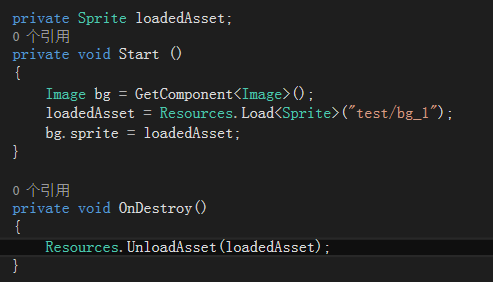 private Sprite loadedAsset;
0 个引用
private void Start ()
{
    Image bg = GetComponent<Image>();
    loadedAsset = Resources.Load<Sprite>("test/bg_1");
    bg.sprite = loadedAsset;
}
0 个引用
private void OnDestroy()
{
    Resources.UnloadAsset(loadedAsset);
}